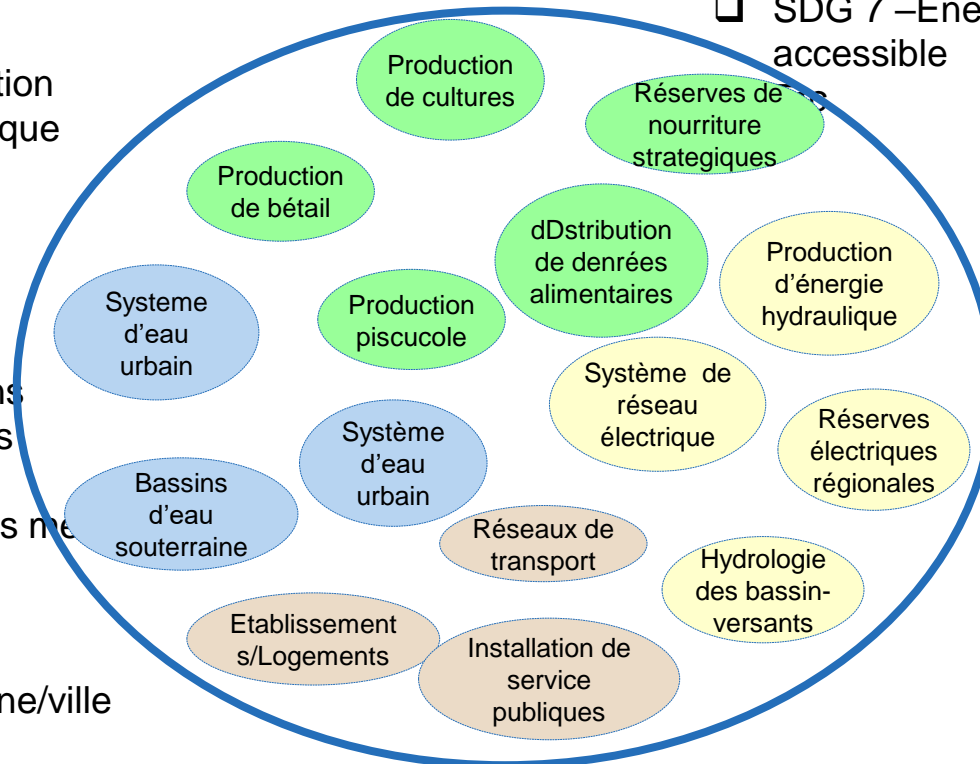 SDG 7 –Ene
accessible
tion
que
Production
de cultures
Réserves de
nourriture
strategiques
Production
de bétail
dDstribution
de denrées
alimentaires
Production
d’énergie
hydraulique
Systeme
d’eau
urbain
Production
piscucole
Système de
réseau
électrique
ns
s
Réserves
électriques
régionales
Système
d’eau
urbain
Bassins
d’eau
souterraine
s me
Réseaux de
transport
Hydrologie
des bassin-
versants
Etablissement
s/Logements
Installation de
service
publiques
ne/ville